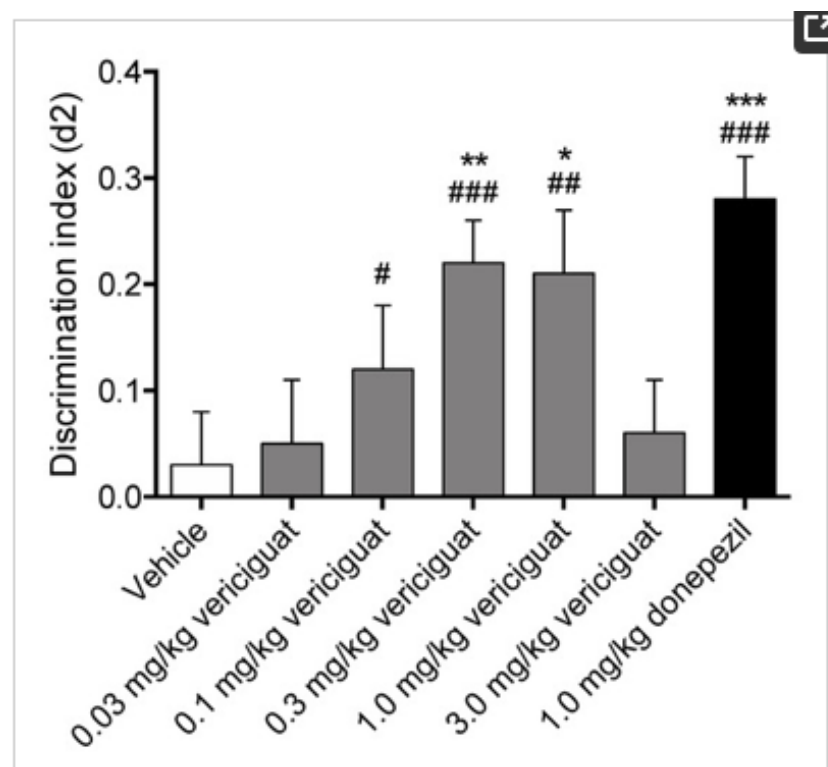 Discrimination index (d2)
0.4
0.3
0.2
0.1
0.0
#
**
###
*
##
***
###
Vehicle
0.03 mg/kg vericiguat
0.1 mg/kg vericiguat
0.3 mg/kg vericiguat
1.0 mg/kg vericiguat
3.0 mg/kg vericiguat
1.0 mg/kg donepezil